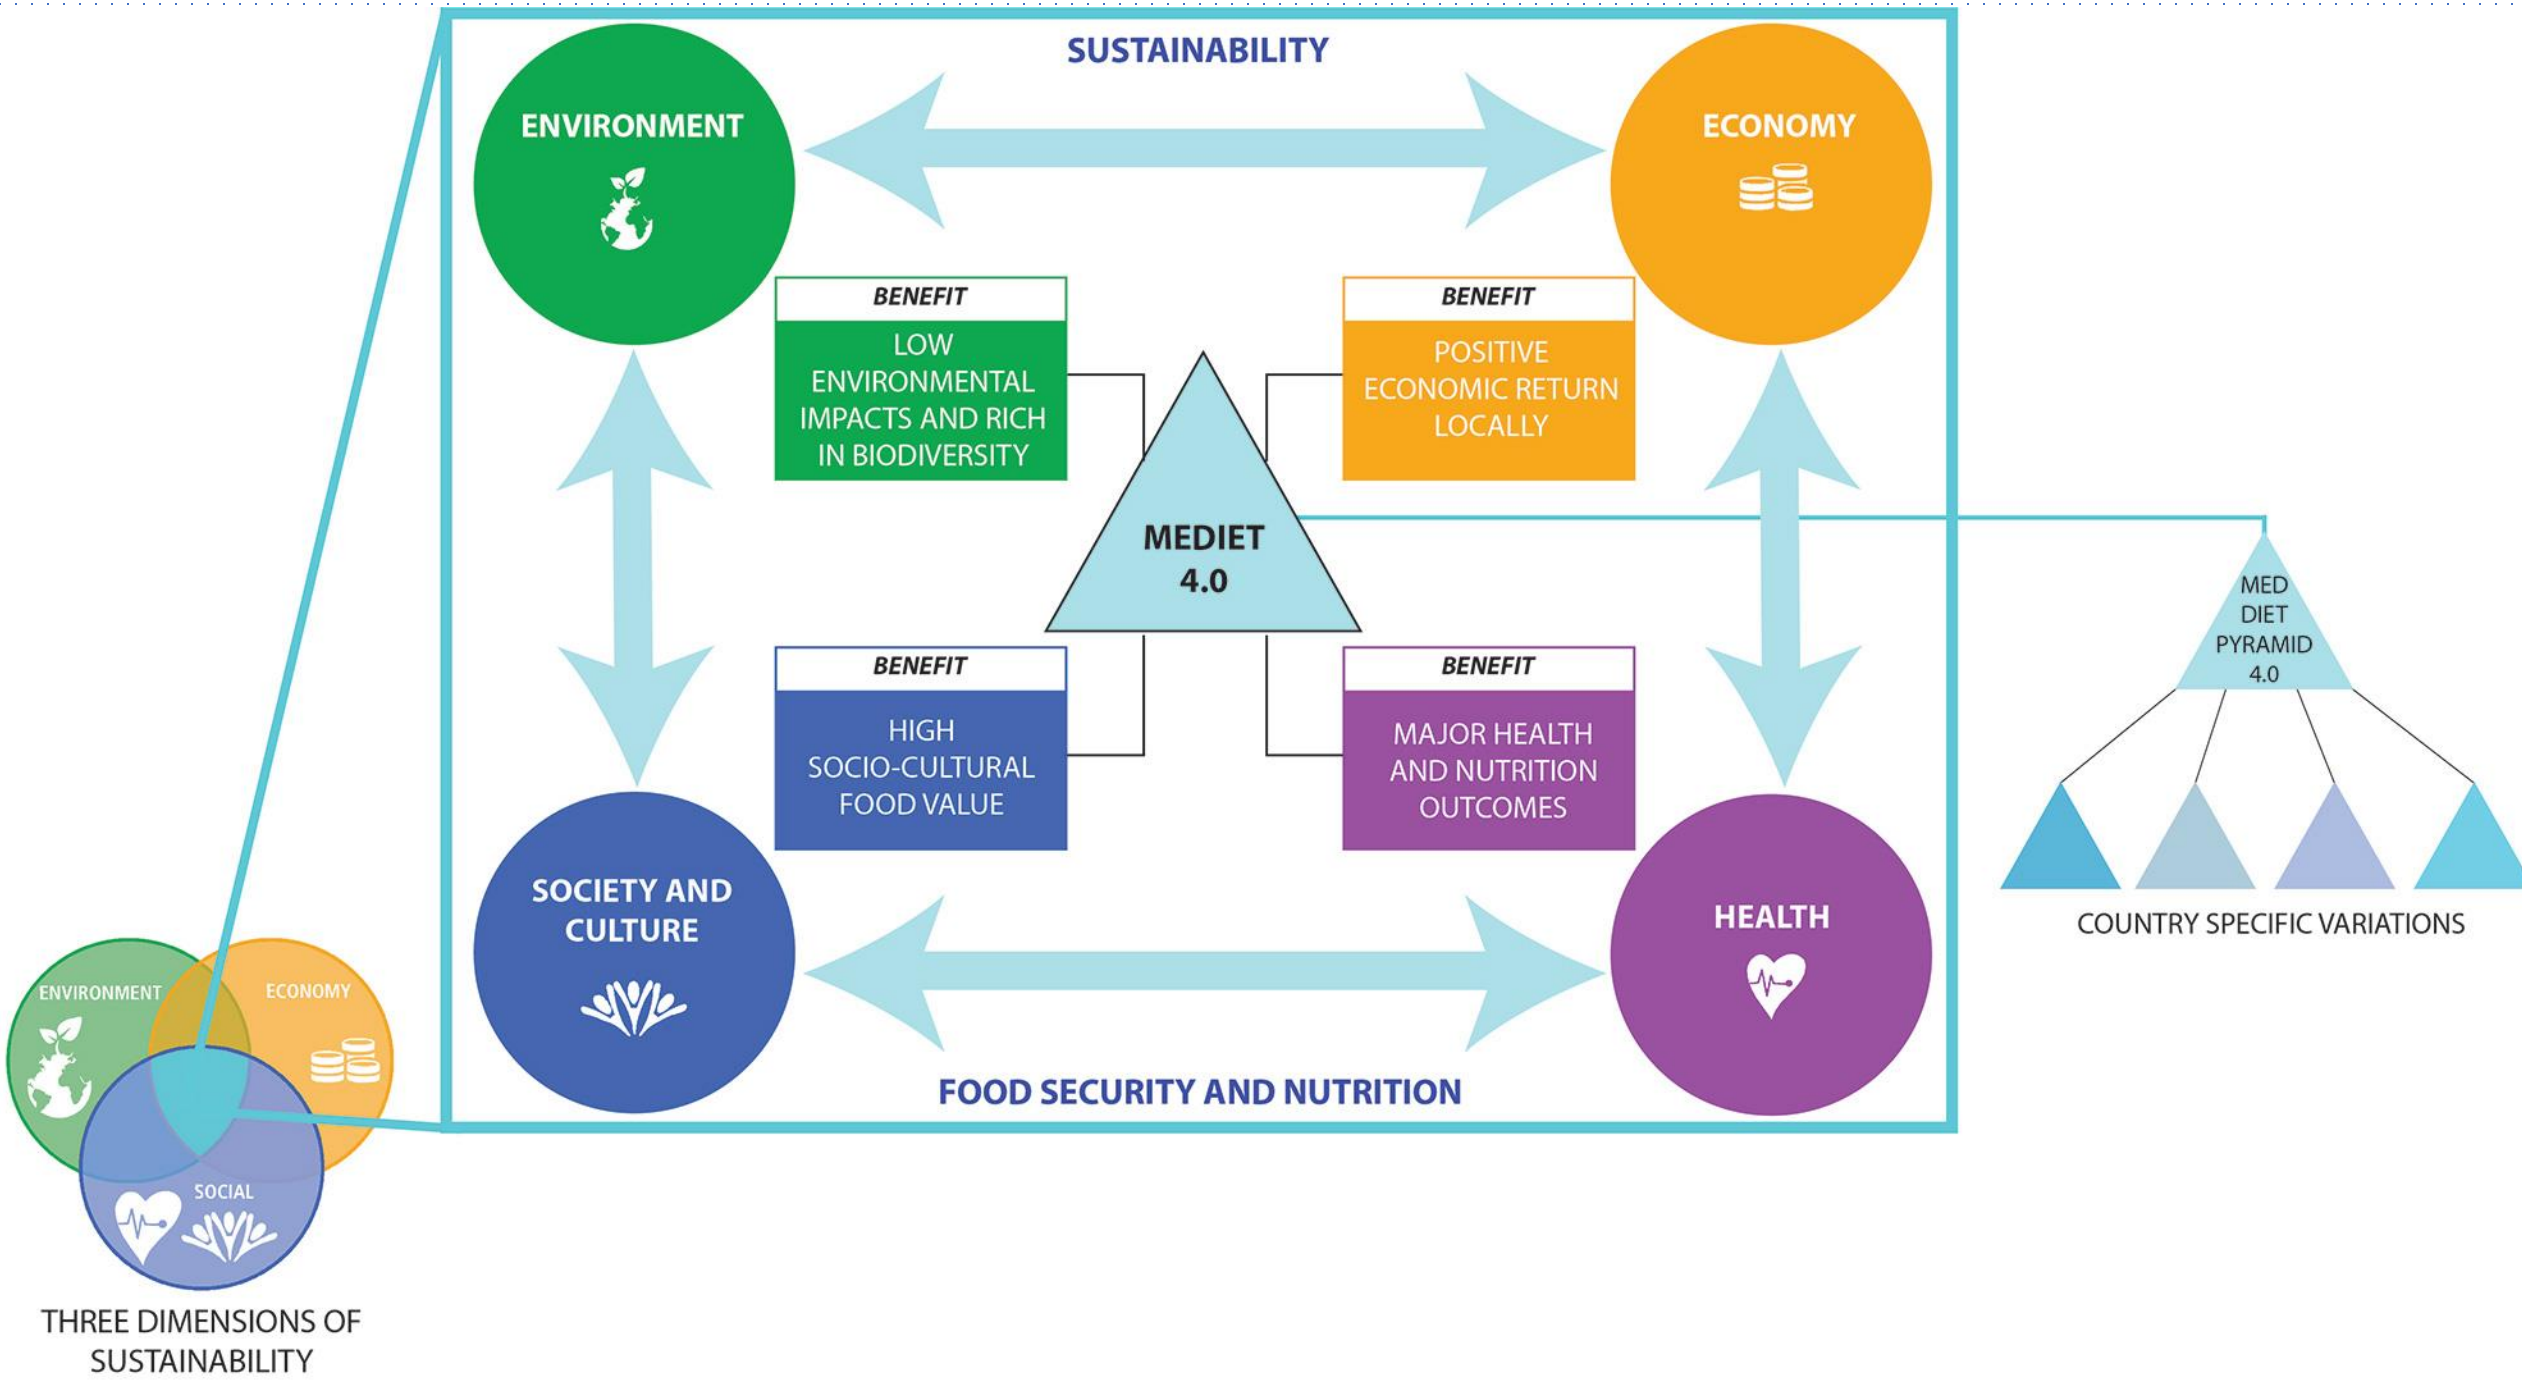 SUSTAINABILITY
ENVIRONMENT
ECONOMY
BENEFIT
LOW
ENVIRONMENTAL
IMPACTS AND RICH
IN BIODIVERSITY
BENEFIT
POSITIVE
ECONOMIC RETURN
LOCALLY
MEDIET
4.0
BENEFIT
HIGH
SOCIO-CULTURAL
FOOD VALUE
BENEFIT
MAJOR HEALTH
AND NUTRITION
OUTCOMES
SOCIETY AND
CULTURE
HEALTH
FOOD SECURITY AND NUTRITION
MED
DIET
PYRAMID
4.0
COUNTRY SPECIFIC VARIATIONS
ENVIRONMENT
ECONOMY
SOCIAL
THREE DIMENSIONS OF
SUSTAINABILITY